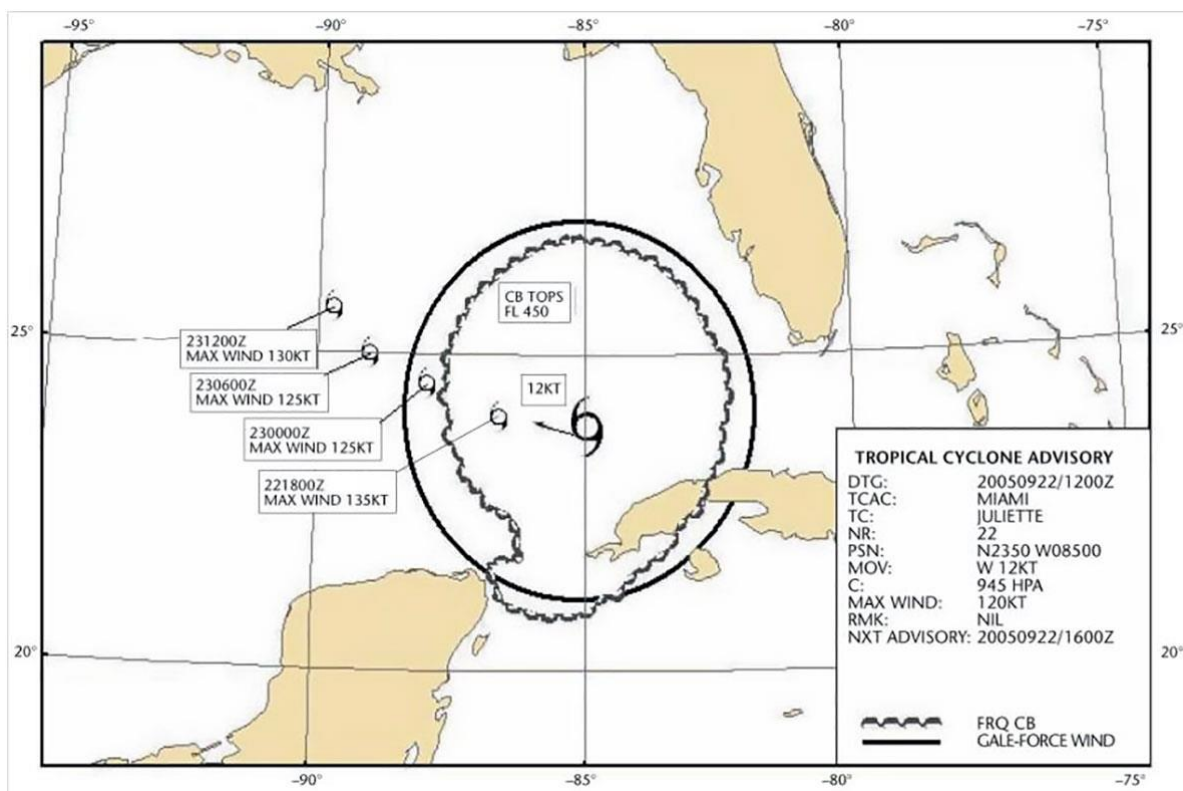 −95° −90° −85° −80° −75°
CB TOPS
FL 450
25° 25°
231200Z
MAX WIND 130KT
230600Z
MAX WIND 125KT
12KT
230000Z
MAX WIND 125KT
221800Z
MAX WIND 135KT
TROPICAL CYCLONE ADVISORY
DTG: 20050922/1200Z
TCAC: MIAMI
TC: JULIETTE
NR: 22
PSN: N2350 W08500
MOV: W 12KT
C: 945 HPA
MAX WIND: 120KT
RMK: NIL
NXT ADVISORY: 20050922/1600Z
20° 20°
FRQ CB
GALE-FORCE WIND
−90° −85° −80° −75°